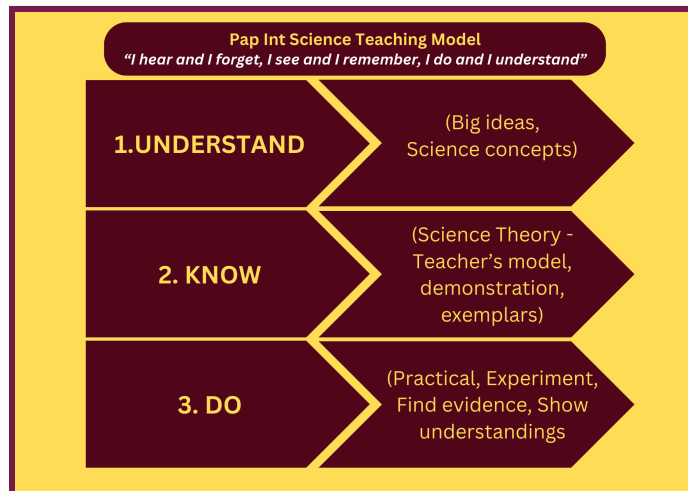 Pap Int Science Teaching Model
“I hear and I forget, I see and I remember, I do and I understand”
1.UNDERSTAND
(Big ideas,
Science concepts)
2. KNOW
(Science Theory -
Teacher’s model,
demonstration,
exemplars)
3. DO
(Practical, Experiment,
Find evidence, Show
understandings